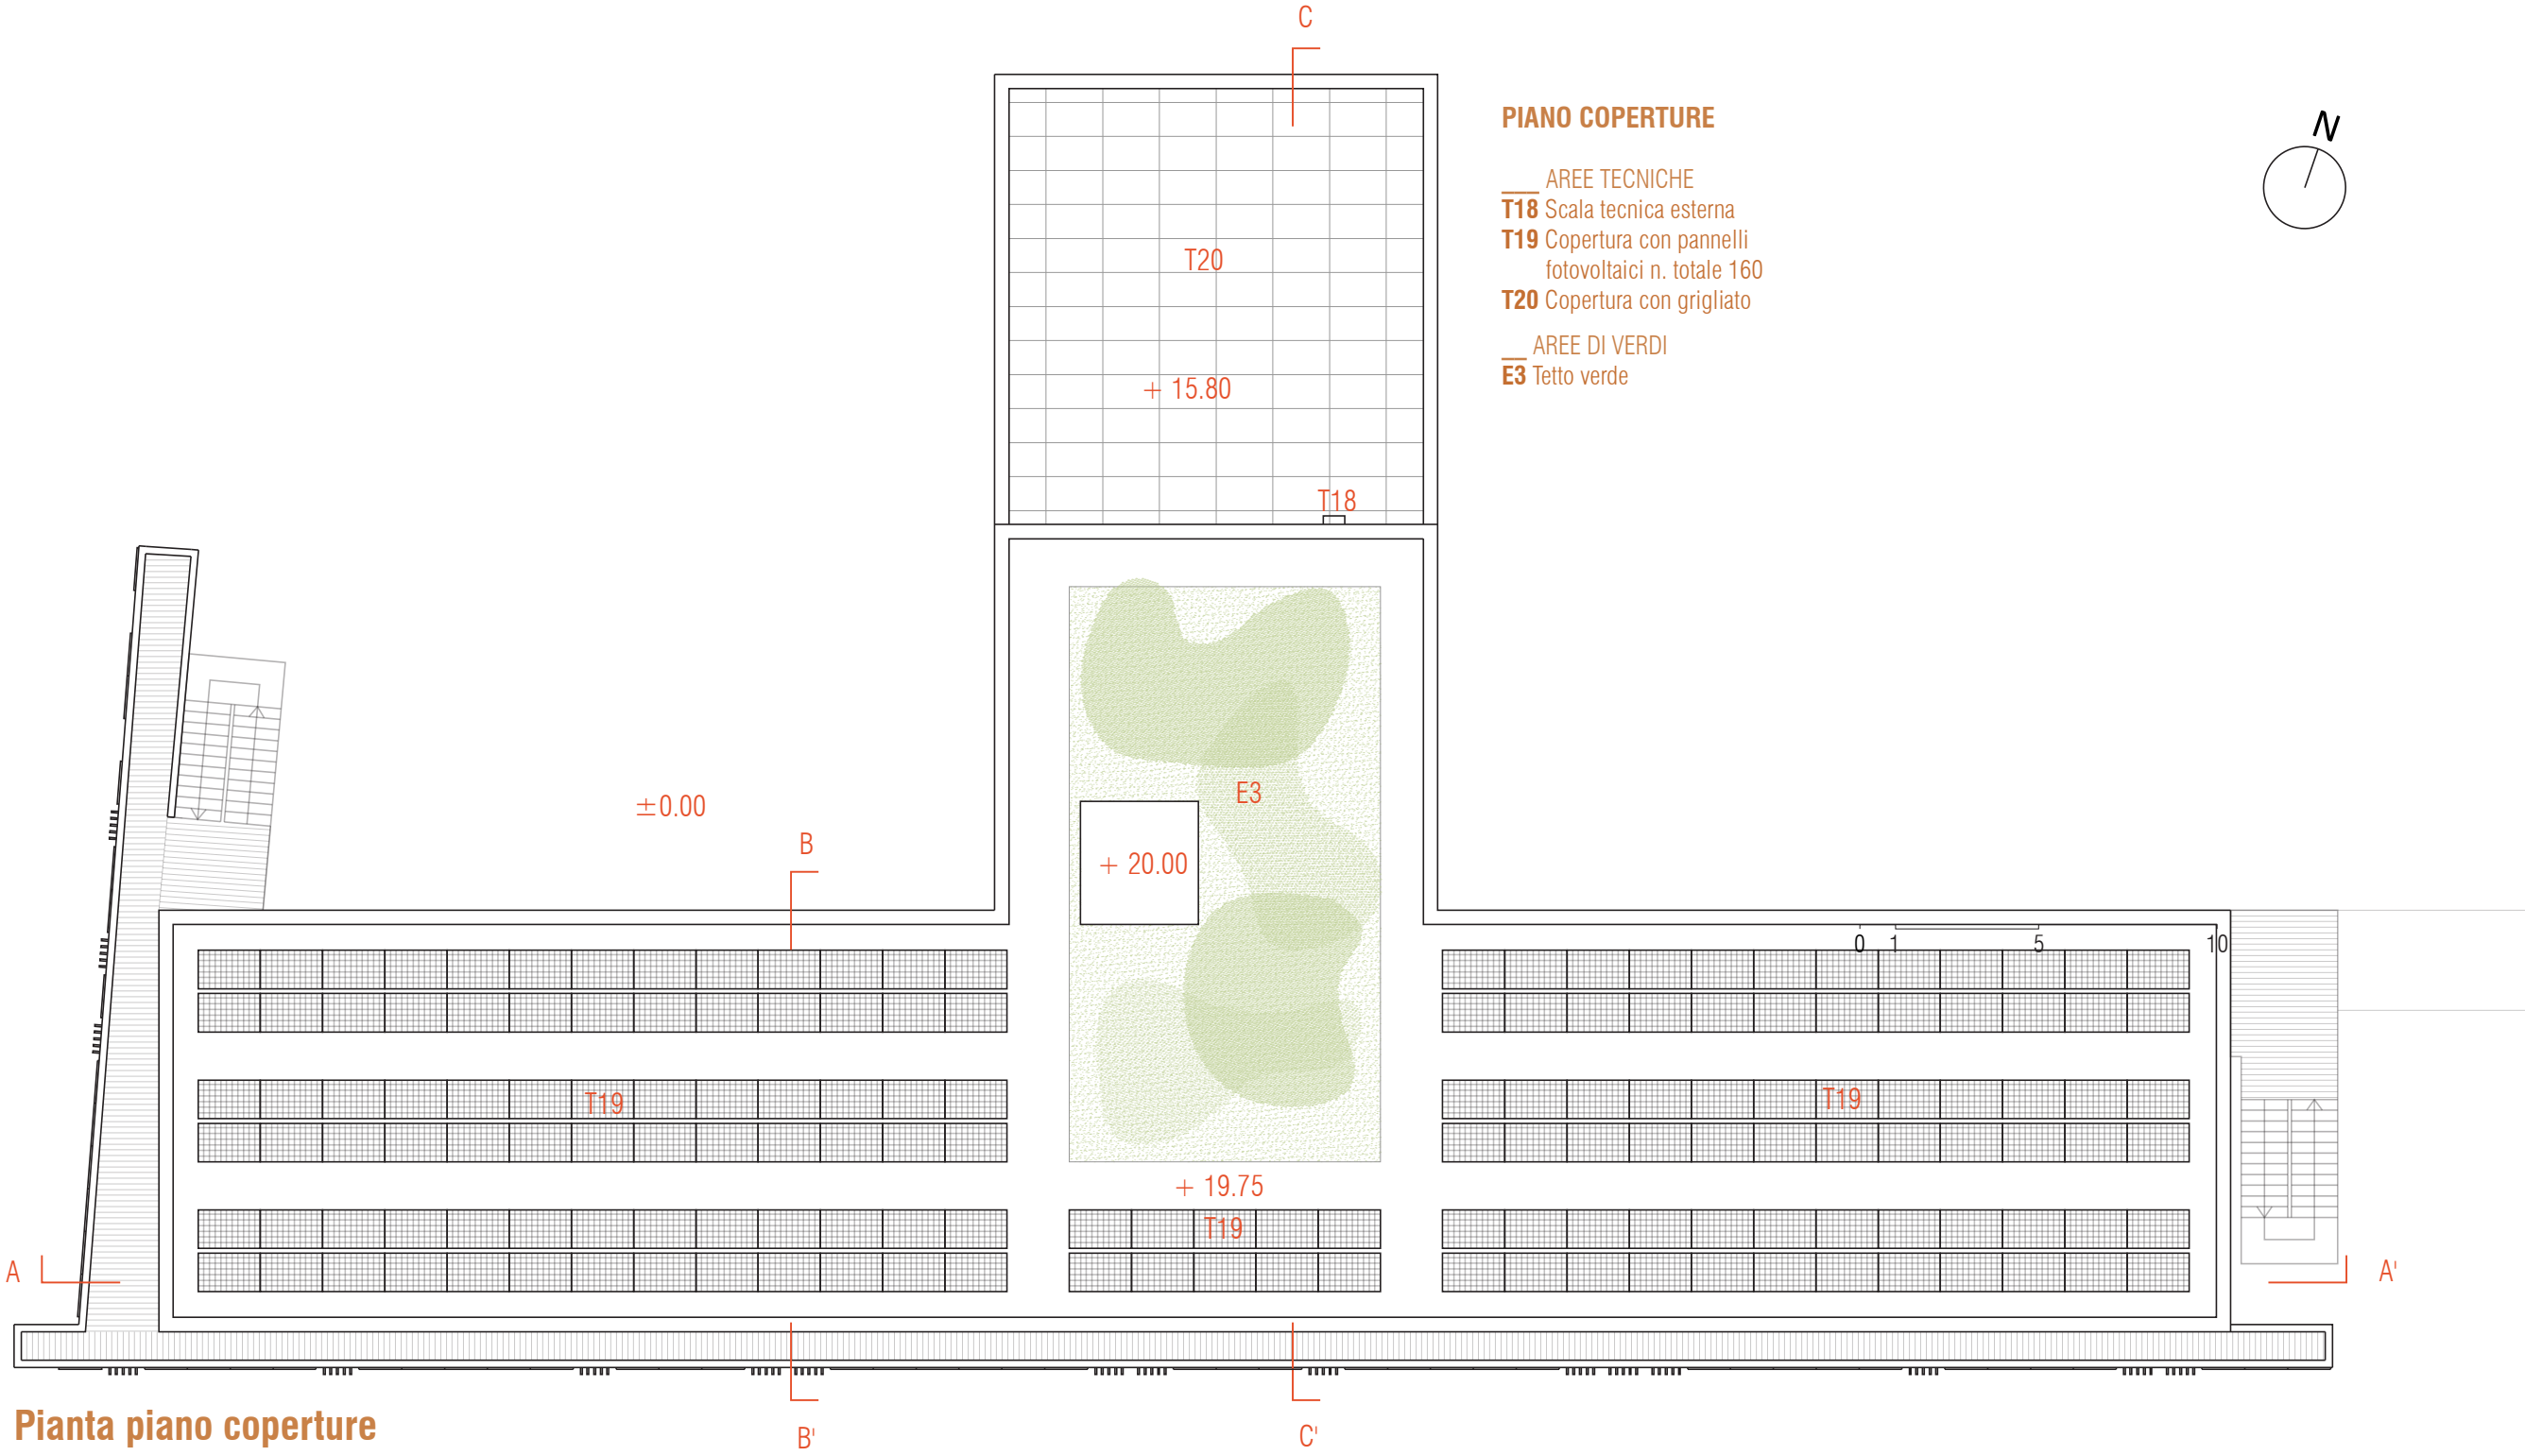 C
PIANO COPERTURE
N
___ AREE TECNICHE
T18 Scala tecnica esterna
T19 Copertura con pannelli
fotovoltaici n. totale 160
T20 Copertura con grigliato
__ AREE DI VERDI
E3 Tetto verde
T20
+ 15.80
T18
E3
±0.00
B
+ 20.00
0 1 5 10
T19
T19
+ 19.75
T19
A
A'
Pianta piano coperture
B'
C'